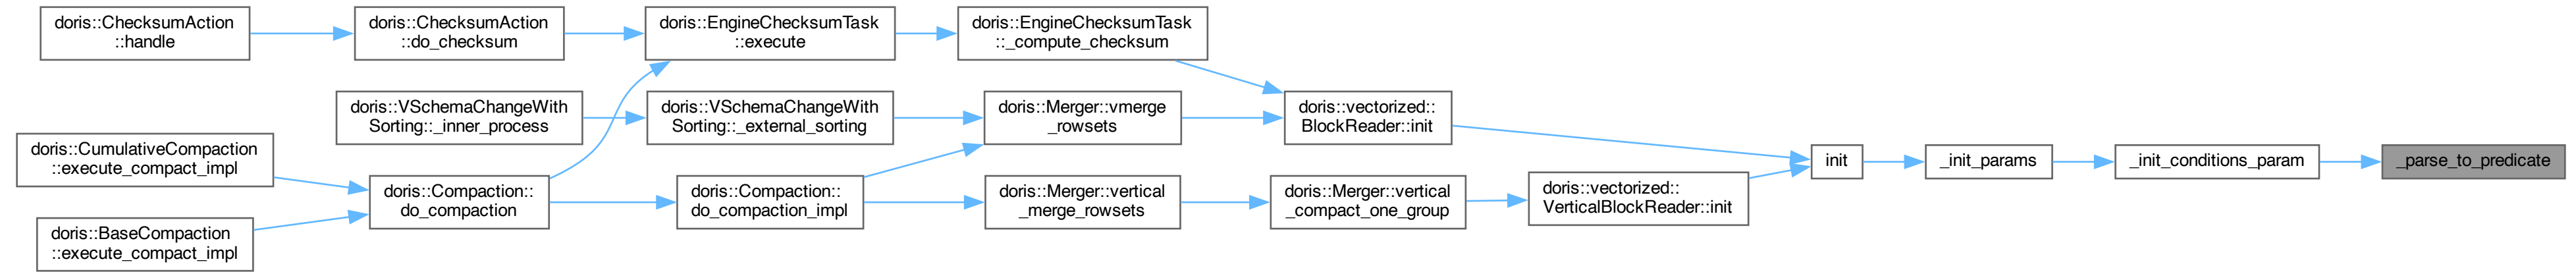 doris::ChecksumAction
::handle
doris::ChecksumAction
::do_checksum
doris::EngineChecksumTask
::execute
doris::EngineChecksumTask
::_compute_checksum
doris::VSchemaChangeWith
Sorting::_inner_process
doris::VSchemaChangeWith
Sorting::_external_sorting
doris::Merger::vmerge
_rowsets
doris::vectorized::
BlockReader::init
doris::CumulativeCompaction
::execute_compact_impl
init
_init_params
_init_conditions_param
_parse_to_predicate
doris::Compaction::
do_compaction
doris::Compaction::
do_compaction_impl
doris::Merger::vertical
_merge_rowsets
doris::Merger::vertical
_compact_one_group
doris::vectorized::
VerticalBlockReader::init
doris::BaseCompaction
::execute_compact_impl